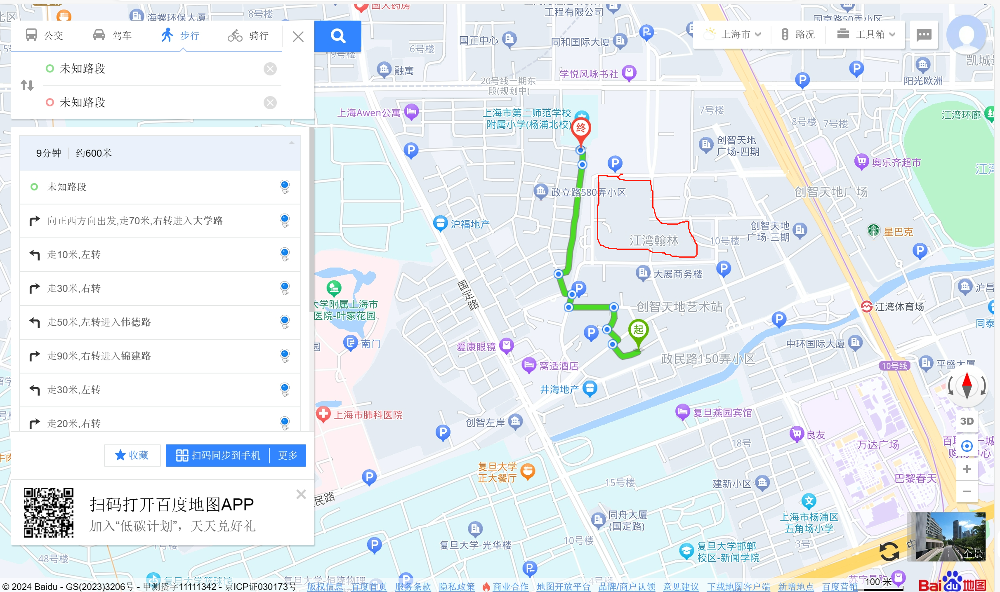 国大药房
工程有限公司
海螺环保大厦
8号楼
国京路50弄小区
公交
驾车
步行
骑行
上海市
路况
工具箱
国正中心
同和国际大厦
6号楼
9号楼
凯城
未知路段
未知路段
融寓
学悦风咏书社
20号线一期东
段(规划中)
阳光欧洲
上海Awen公寓
上海市第二师范学校
附属小学(杨浦北校)
终
7号楼
8号楼
7号楼
江湾环廊
创智天地
广场-四期
奥乐齐超市
江湾
9分钟
约600米
未知路段
向正西方向出发,走70米,右转进入大学路
走10米,左转
走30米,右转
走50米,左转进入伟德路
走90米,右转进入锦建路
走30米,左转
走20米,右转
政立路580弄小区
创智天地广场
沪福地产
创智天地
广场-三期
星巴克
江湾翰林
10号楼
大展商务楼
国定路
沪昌
大学附属上海市
医院-叶家花园
创智天地艺术站
江湾体育场
同泰
起
南门
园
爱康眼镜
中环国际大厦
政民路150弄小区
窝适酒店
10号线
平盛大厦
井海地产
上海市肺科医院
复旦燕园宾馆
创智左岸
3D
良友
18号
万达广场
购物中心
收藏
扫码同步到手机
更多
复旦大学
正大餐厅
15号楼
建新小区
巴黎春天
扫码打开百度地图APP
加入“低碳计划”，天天兑好礼
民路
同舟大厦
(国定路)
上海市杨浦区
五角场小学
复旦大学-光华楼
10号楼
3号
复旦大学邯郸
校区-新闻学院
中
全景
1号楼
48号楼
复旦大学篮球馆
复旦大学-恒隆物理
4号楼
100 米
© 2024 Baidu - GS(2023)3206号 - 甲测资字11111342 - 京ICP证030173号
版权信息
百度首页
服务条款
隐私政策
商业合作
地图开放平台
品牌/商户认领
意见建议
下载地图客户端
新增地点
百度营销
Bai du 地图